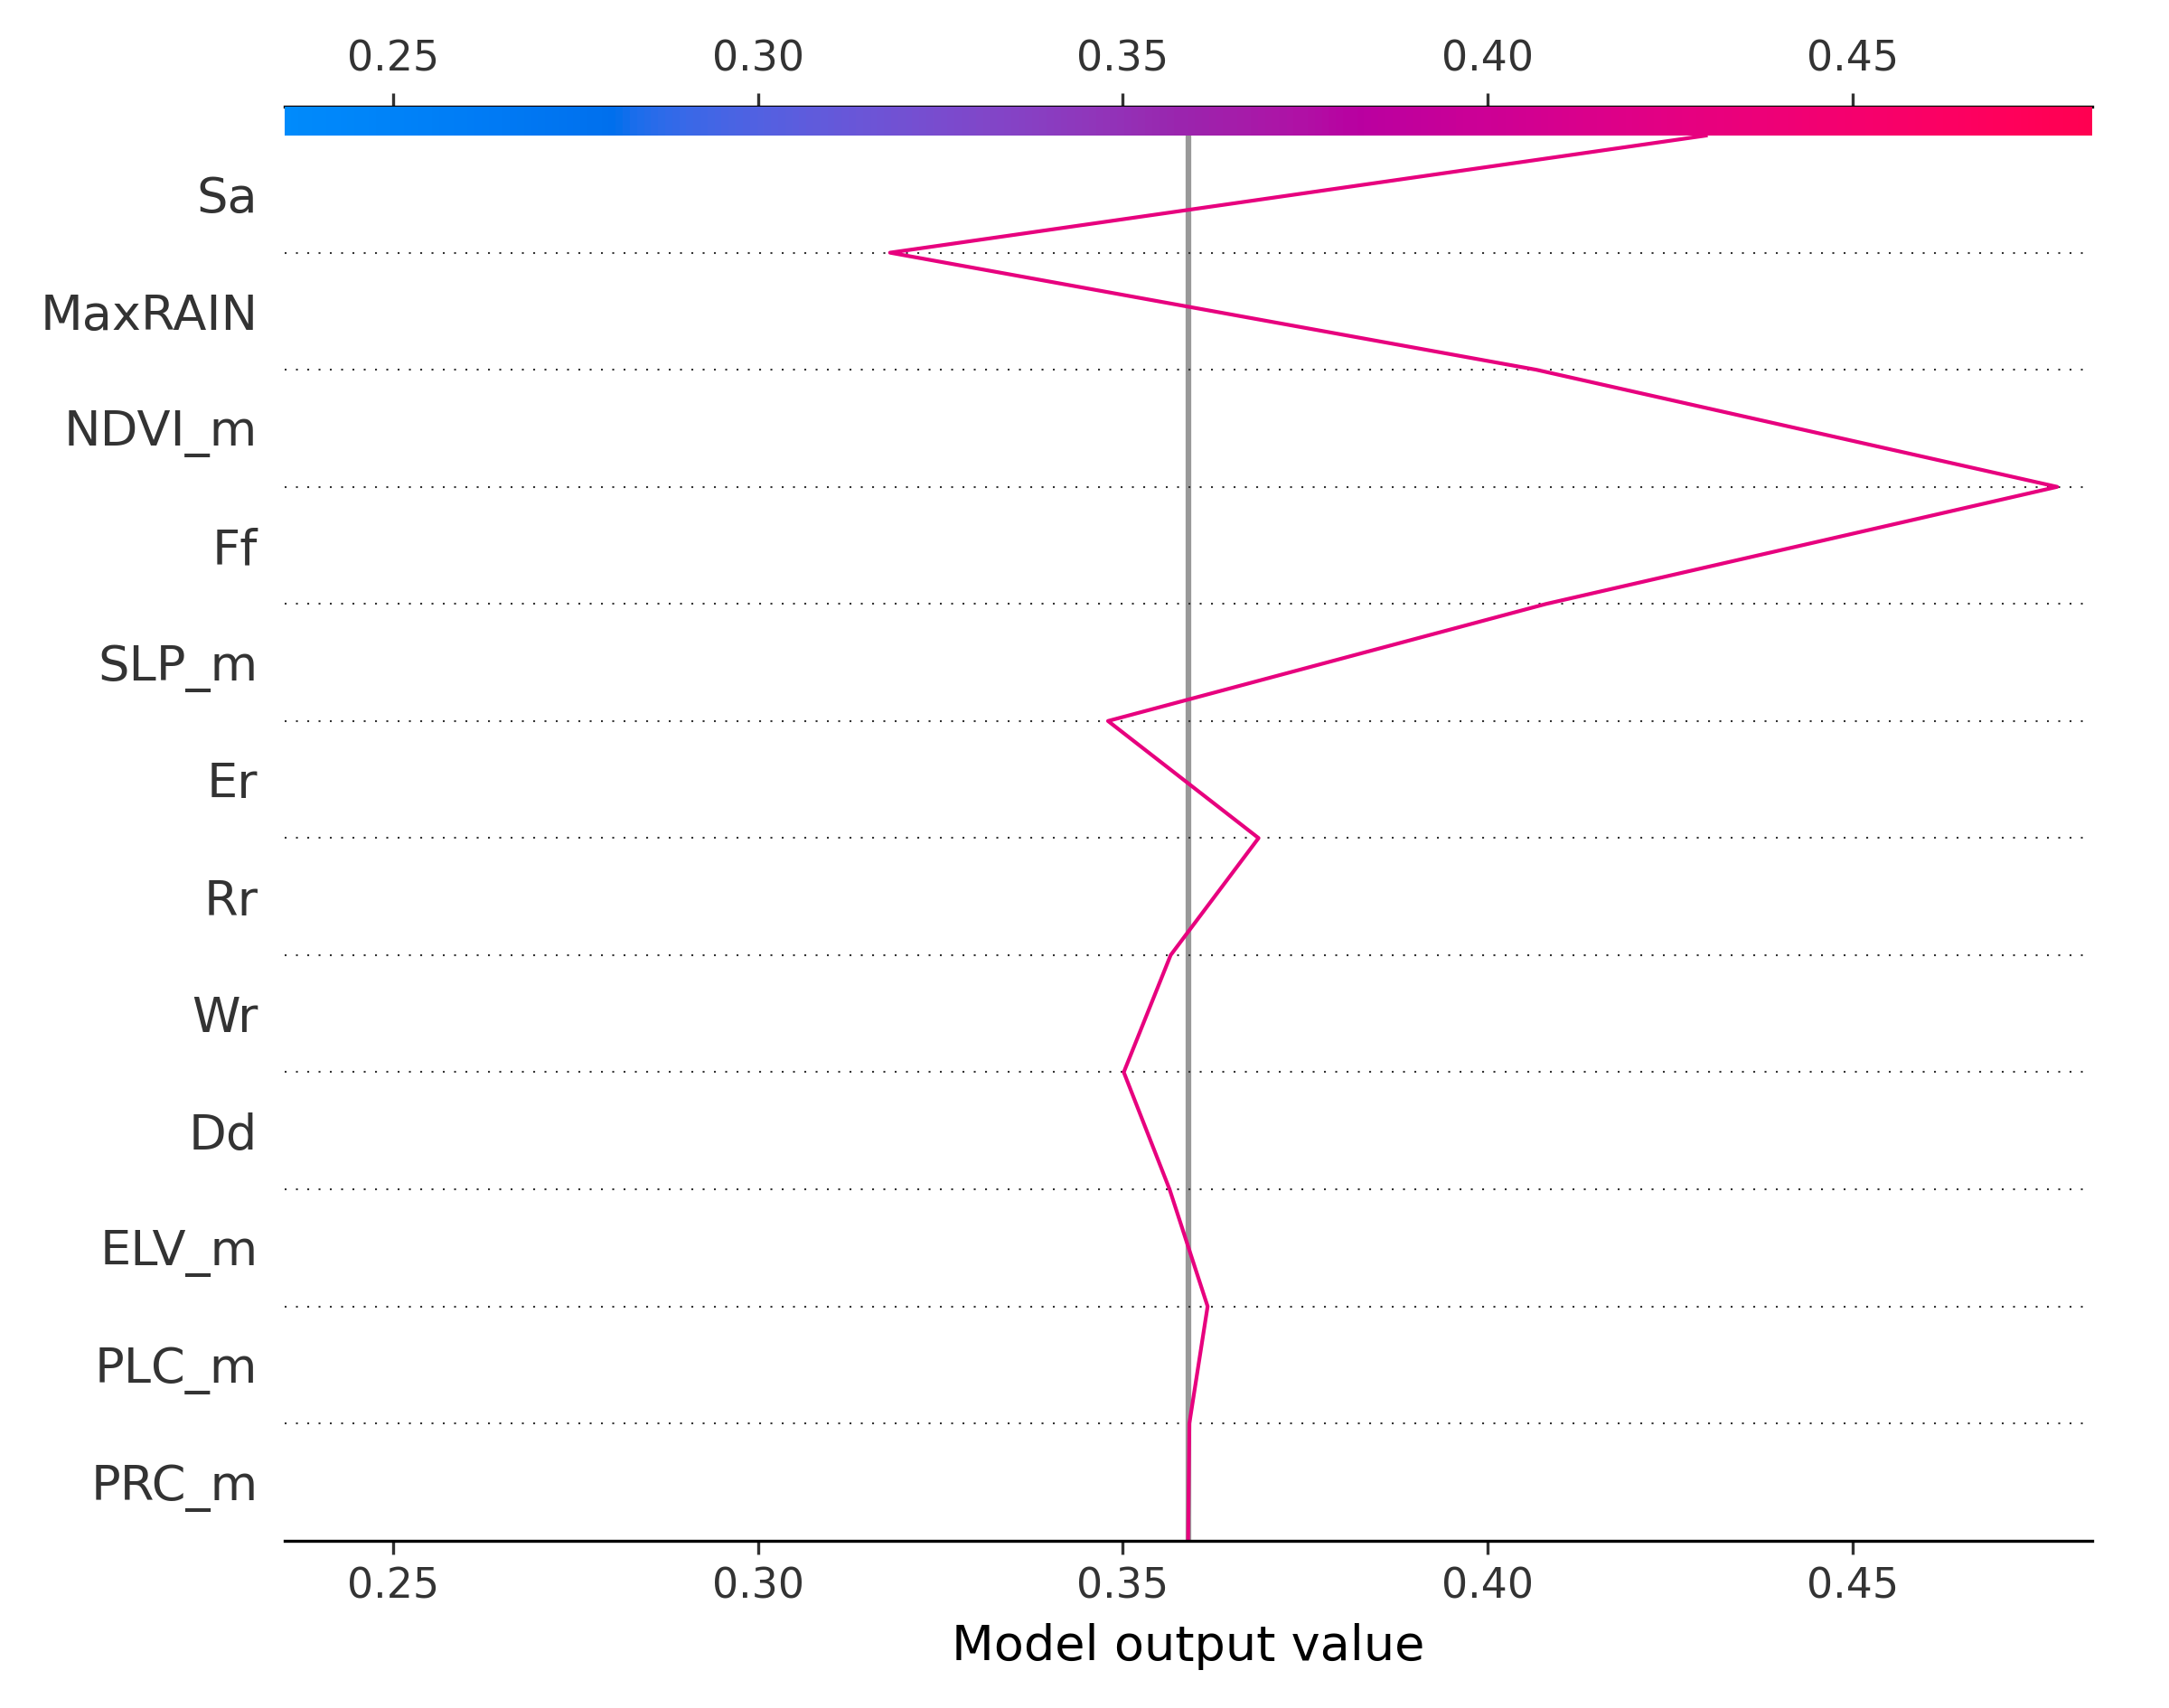 0.25 0.30 0.35 0.40 0.45
Sa
MaxRAIN
NDVI_m
Ff
SLP_m
Er
Rr
Wr
Dd
ELV_m
PLC_m
PRC_m
0.25 0.30 0.35 0.40 0.45
Model output value